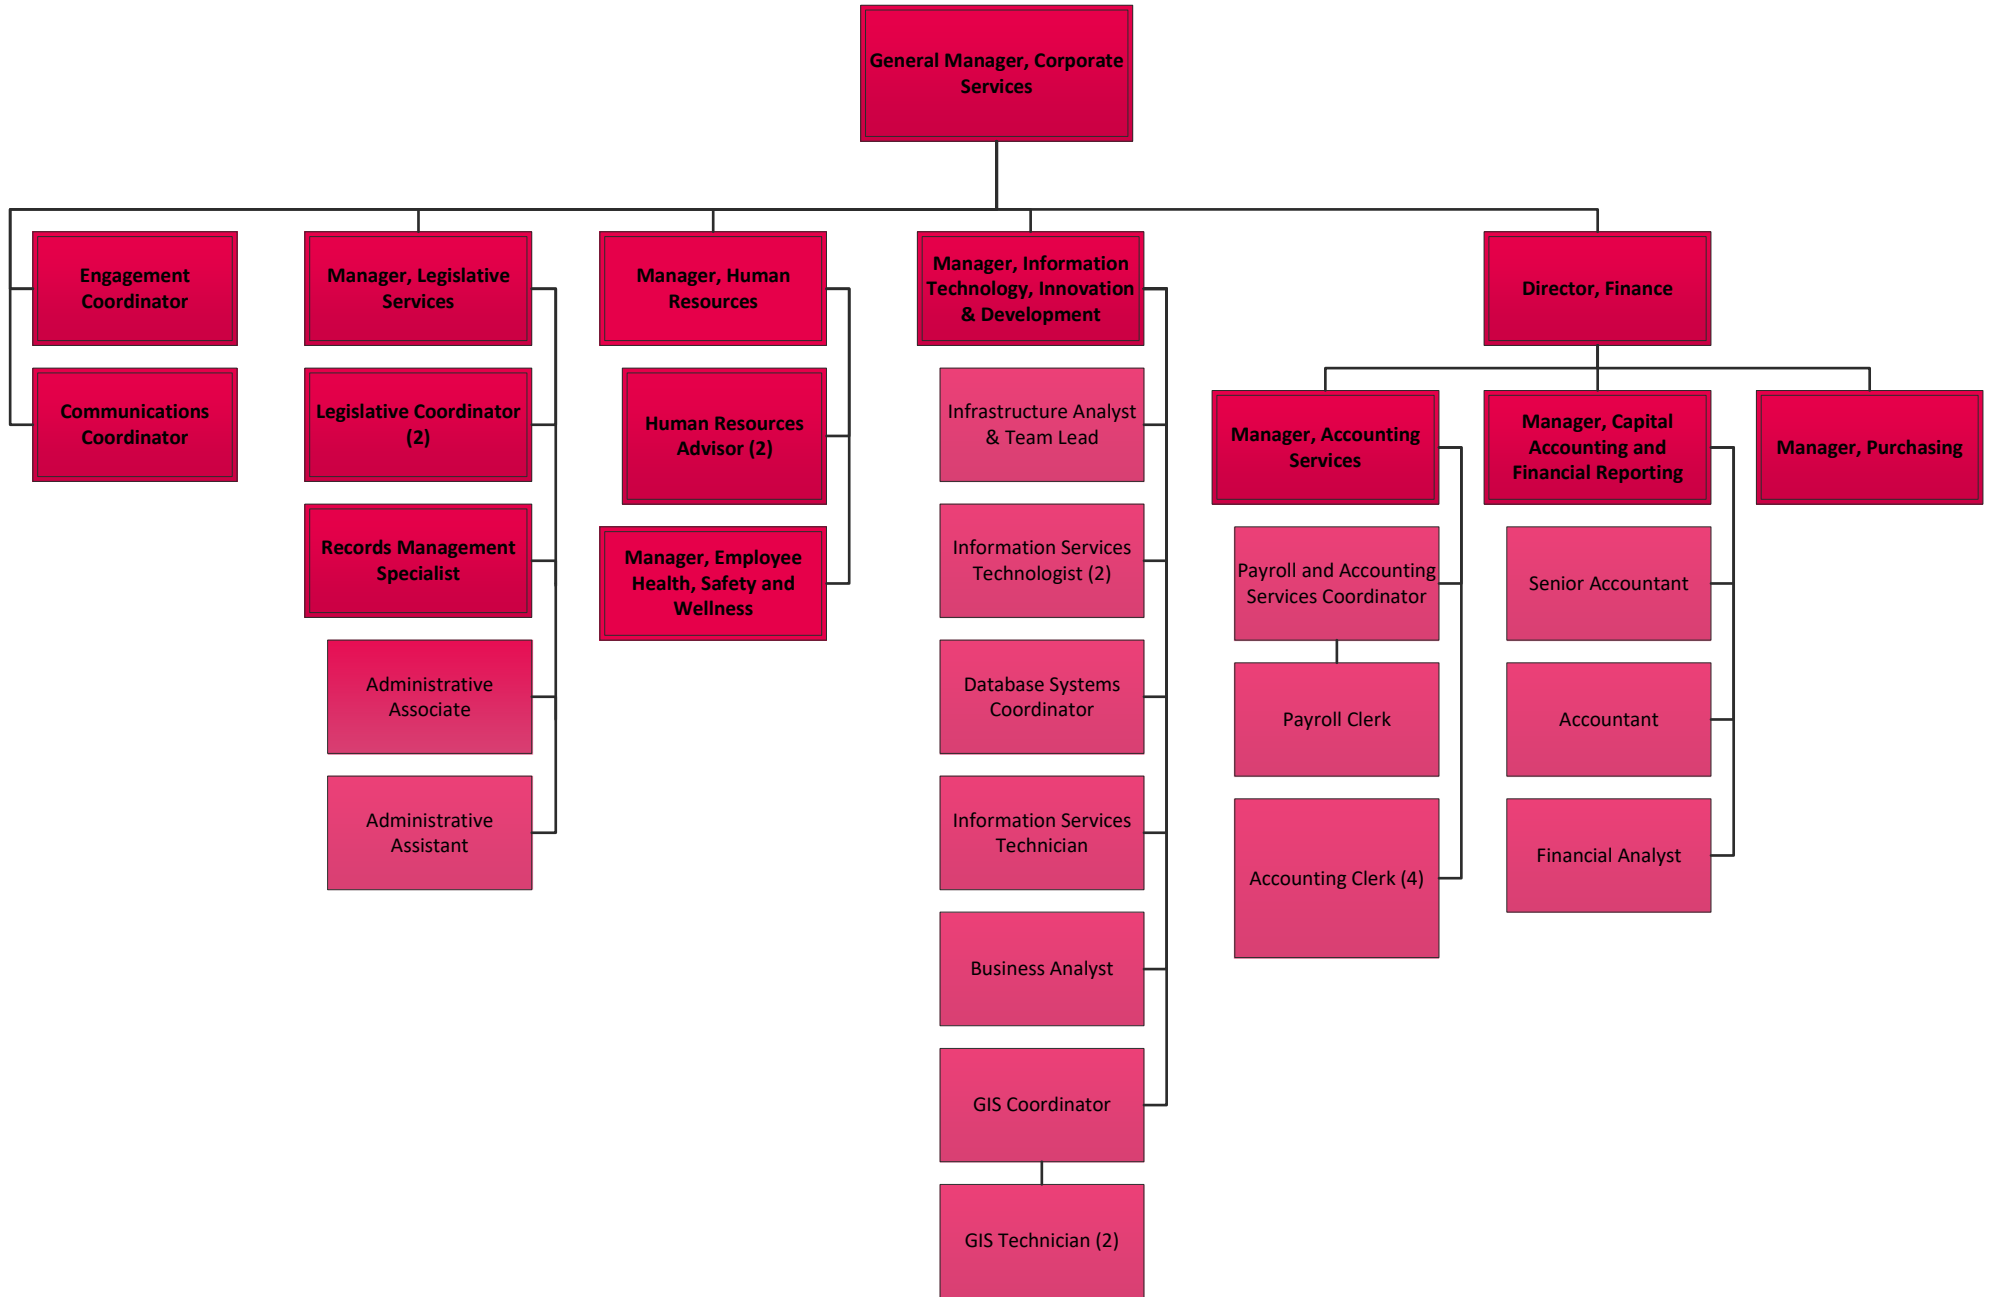 General Manager, Corporate
Services
Engagement
Coordinator
Communications
Coordinator
Manager, Legislative
Services
Legislative Coordinator
(2)
Records Management
Specialist
Administrative
Associate
Administrative
Assistant
Manager, Human
Resources
Human Resources
Advisor (2)
Manager, Employee
Health, Safety and
Wellness
Manager, Information
Technology, Innovation
& Development
Infrastructure Analyst
& Team Lead
Information Services
Technologist (2)
Database Systems
Coordinator
Information Services
Technician
Business Analyst
GIS Coordinator
GIS Technician (2)
Director, Finance
Manager, Accounting
Services
Payroll and Accounting
Services Coordinator
Payroll Clerk
Accounting Clerk (4)
Manager, Capital
Accounting and
Financial Reporting
Senior Accountant
Accountant
Financial Analyst
Manager, Purchasing